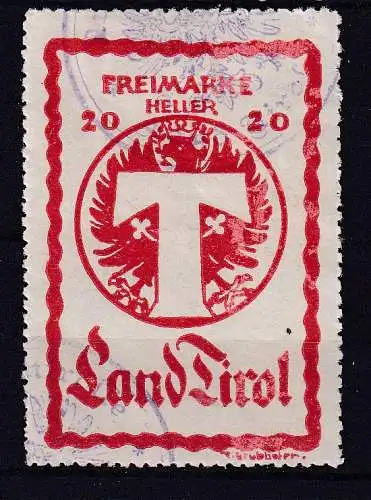 FREIMARKE
HELLER
20 20
T
Land Tirol